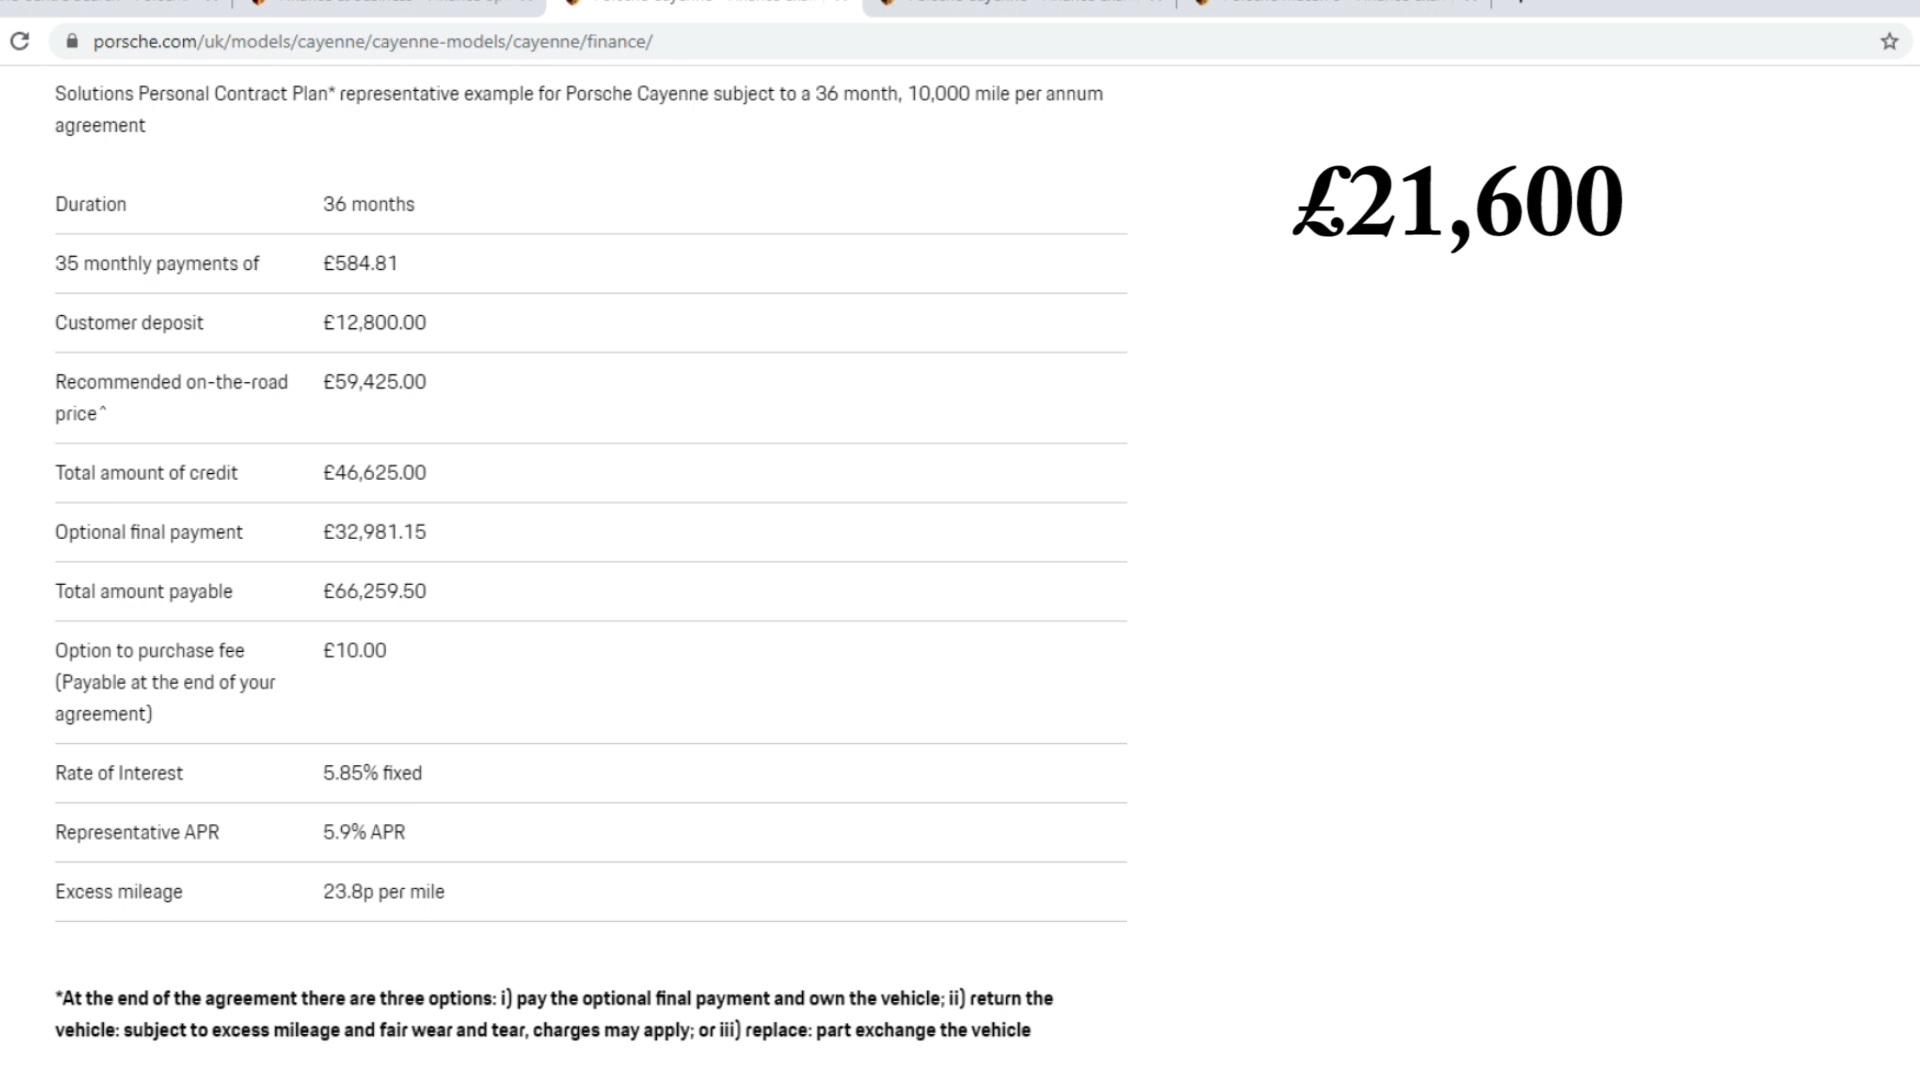 porsche.com/uk/models/cayenne/cayenne-models/cayenne/finance/
Solutions Personal Contract Plan* representative example for Porsche Cayenne subject to a 36 month, 10,000 mile per annum
agreement
£21,600
Duration 36 months
35 monthly payments of £584.81
Customer deposit £12,800.00
Recommended on-the-road £59,425.00
price^
Total amount of credit £46,625.00
Optional final payment £32,981.15
Total amount payable £66,259.50
Option to purchase fee £10.00
(Payable at the end of your
agreement)
Rate of Interest 5.85% fixed
Representative APR 5.9% APR
Excess mileage 23.8p per mile
*At the end of the agreement there are three options: i) pay the optional final payment and own the vehicle; ii) return the
vehicle: subject to excess mileage and fair wear and tear, charges may apply; or iii) replace: part exchange the vehicle